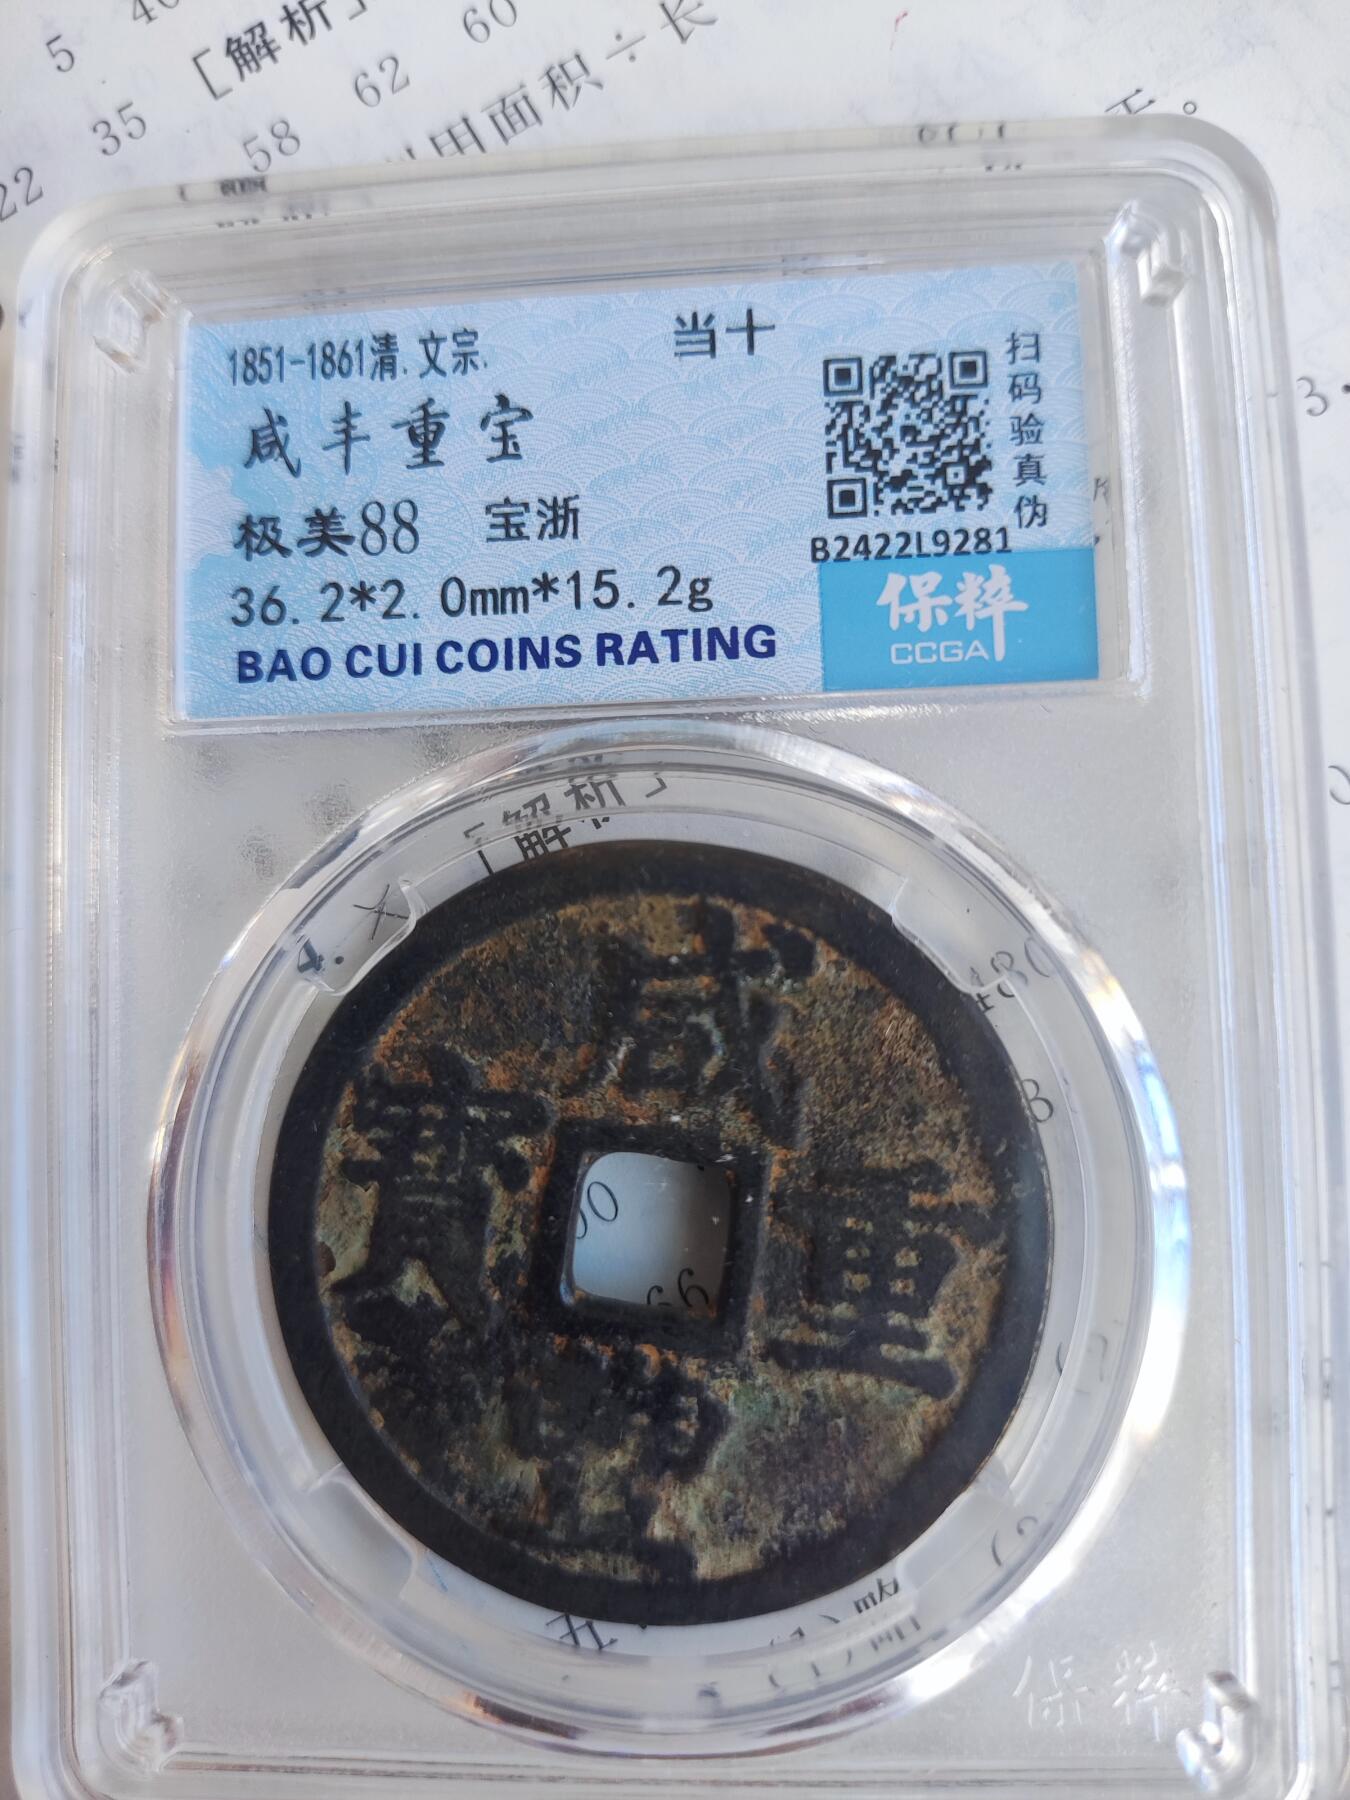 5
[解析]
60
35
58
62
甲面积÷长
22
1851-1861清.文宗.
当十
咸丰重宝
极美88 宝浙
36.2*2.0mm*15.2g
BAO CUI COINS RATING
扫码验真伪
B2422L9281
保粹
CCGA
3.
[解析]
4.
咸豐重寶
保粹